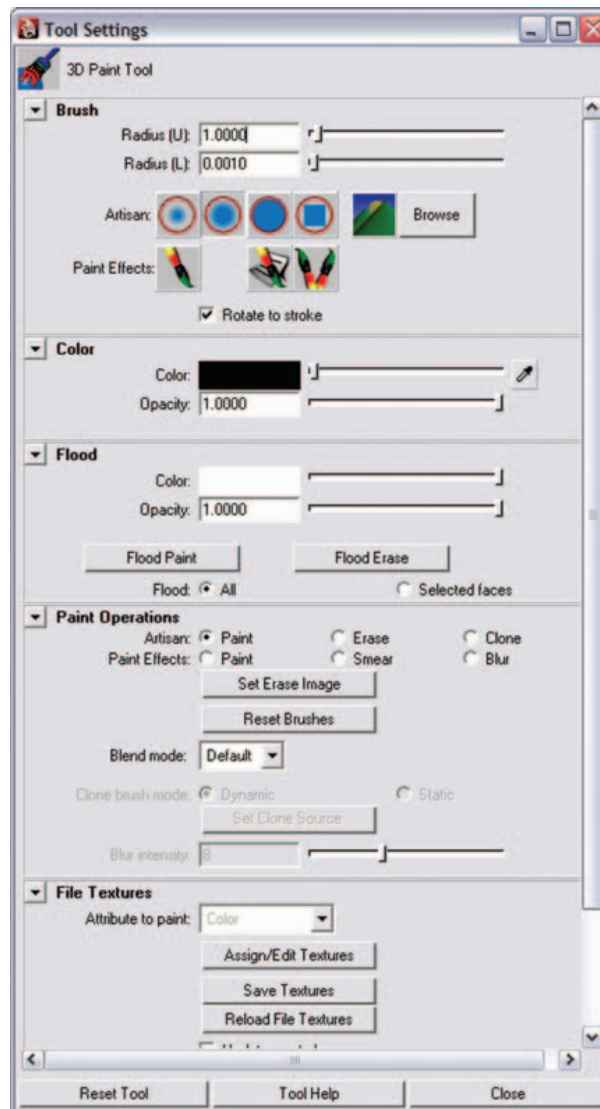 Tool Settings
3D Paint Tool
Brush
Radius (U): 1.0000
Radius (L): 0.0010
Artisan: Browse
Paint Effects:
Rotate to stroke
Color
Color:
Opacity: 1.0000
Flood
Color:
Opacity: 1.0000
Flood Paint Flood Erase
Flood: All Selected faces
Paint Operations
Artisan: Paint Erase Clone
Paint Effects: Paint Smear Blur
Set Erase Image
Reset Brushes
Blend mode: Default
Clone brush mode: Dynamic Static
Set Clone Source
Blur intensity: 8
File Textures
Attribute to paint: Color
Assign/Edit Textures
Save Textures
Reload File Textures
Reset Tool Tool Help Close